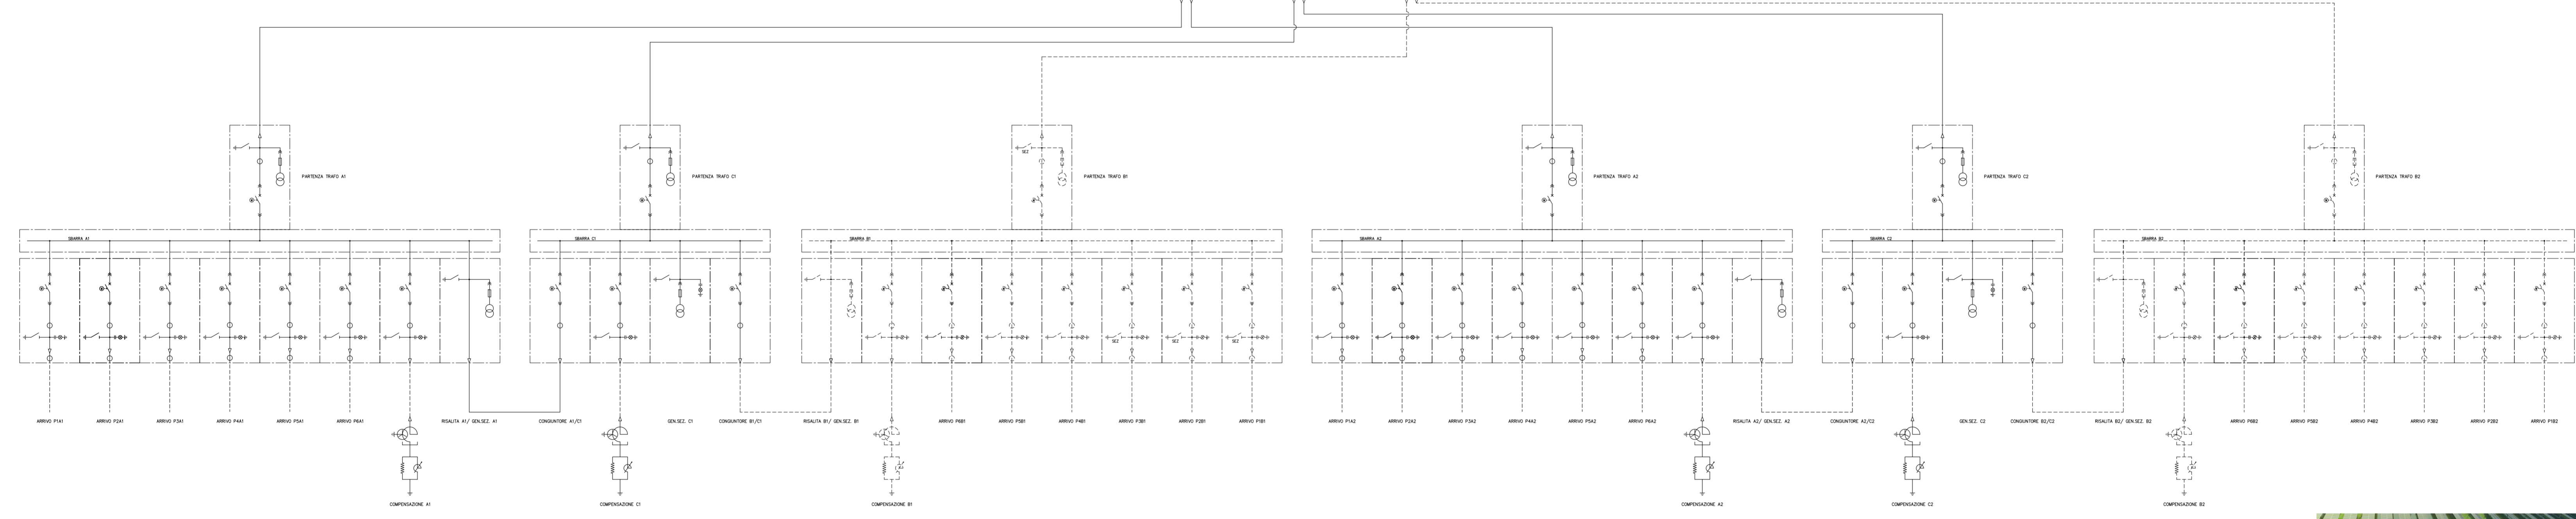 PARTENZA TRAFO A1
PARTENZA TRAFO C1
SEZ
PARTENZA TRAFO B1
PARTENZA TRAFO A2
PARTENZA TRAFO C2
PARTENZA TRAFO B2
SBARRA A1
SBARRA C1
SBARRA B1
SBARRA A2
SBARRA C2
SBARRA B2
SEZ
SEZ
SEZ
ARRIVO P1A1
ARRIVO P2A1
ARRIVO P3A1
ARRIVO P4A1
ARRIVO P5A1
ARRIVO P6A1
RISALITA A1/ GEN.SEZ. A1
CONGIUNTORE A1/C1
GEN.SEZ. C1
CONGIUNTORE B1/C1
RISALITA B1/ GEN.SEZ. B1
ARRIVO P6B1
ARRIVO P5B1
ARRIVO P4B1
ARRIVO P3B1
ARRIVO P2B1
ARRIVO P1B1
ARRIVO P1A2
ARRIVO P2A2
ARRIVO P3A2
ARRIVO P4A2
ARRIVO P5A2
ARRIVO P6A2
RISALITA A2/ GEN.SEZ. A2
CONGIUNTORE A2/C2
GEN.SEZ. C2
CONGIUNTORE B2/C2
RISALITA B2/ GEN.SEZ. B2
ARRIVO P6B2
ARRIVO P5B2
ARRIVO P4B2
ARRIVO P3B2
ARRIVO P2B2
ARRIVO P1B2
COMPENSAZIONE A1
COMPENSAZIONE C1
COMPENSAZIONE B1
COMPENSAZIONE A2
COMPENSAZIONE C2
COMPENSAZIONE B2